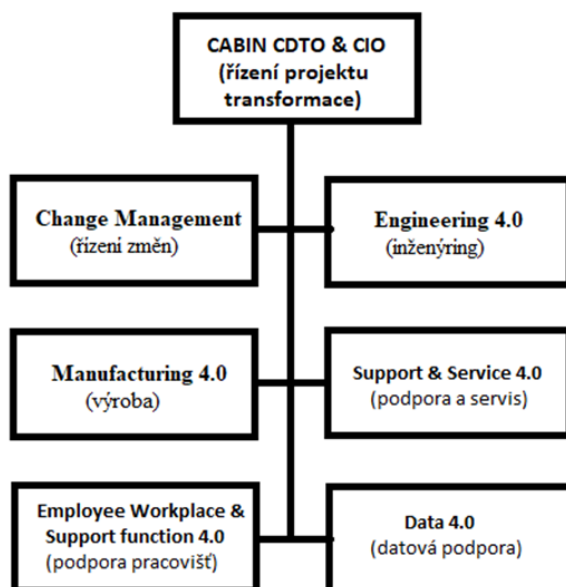 CABIN CDTO & CIO
(řízení projektu
transformace)
Change Management
(řízení změn)
Engineering 4.0
(inženýring)
Manufacturing 4.0
(výroba)
Support & Service 4.0
(podpora a servis)
Employee Workplace &
Support function 4.0
(podpora pracovišť)
Data 4.0
(datová podpora)